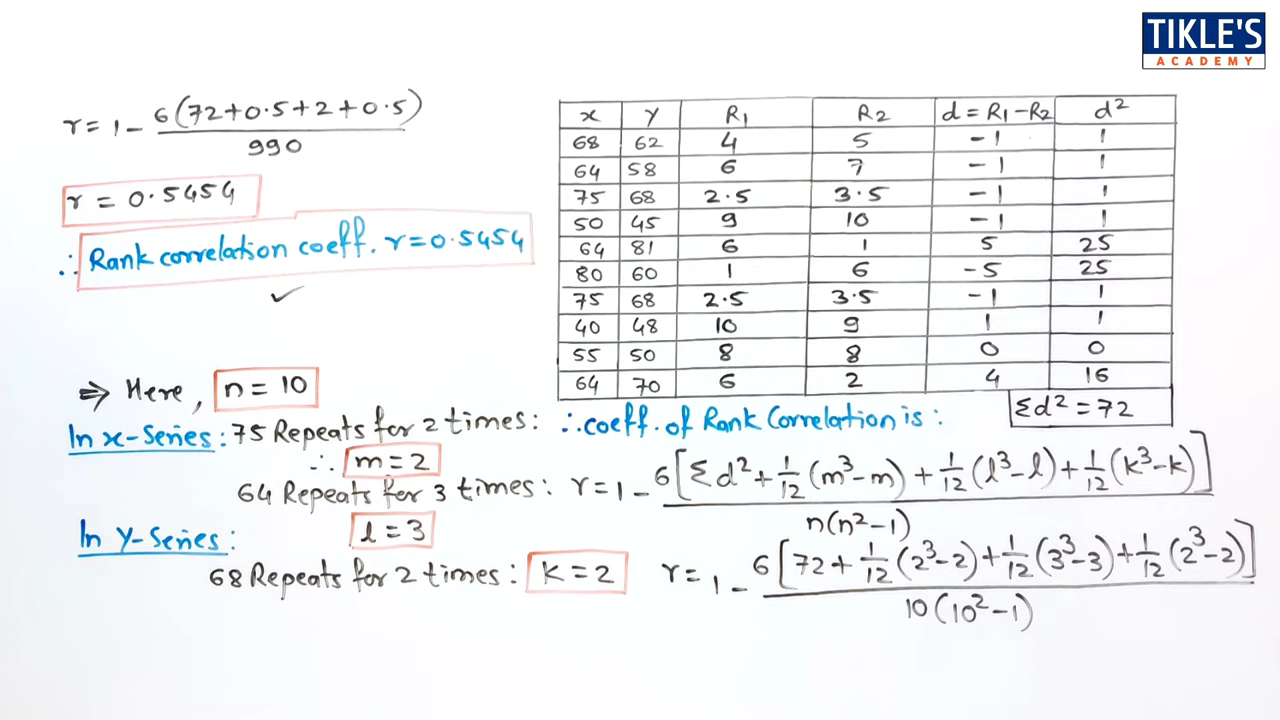 TIKLE'S
ACADEMY
r = 1 - 6(72+0.5+2+0.5) / 990
r = 0.5454
∴ Rank correlation coeff. r = 0.5454
✓
x y R₁ R₂ d = R₁-R₂ d²
68 62 4 5 -1 1
64 58 6 7 -1 1
75 68 2.5 3.5 -1 1
50 45 9 10 -1 1
64 81 6 1 5 25
80 60 1 6 -5 25
75 68 2.5 3.5 -1 1
40 48 10 9 1 1
55 50 8 8 0 0
64 70 6 2 4 16
Σd² = 72
⇒ Here, n = 10
In x-Series: 75 Repeats for 2 times:
∴ m = 2
64 Repeats for 3 times:
l = 3
In Y-Series:
68 Repeats for 2 times: k = 2
∴ coeff. of Rank Correlation is:
r = 1 - 6[Σd² + 1/12 (m³-m) + 1/12 (l³-l) + 1/12 (k³-k)] / n(n²-1)
r = 1 - 6[72 + 1/12 (2³-2) + 1/12 (3³-3) + 1/12 (2³-2)] / 10(10²-1)